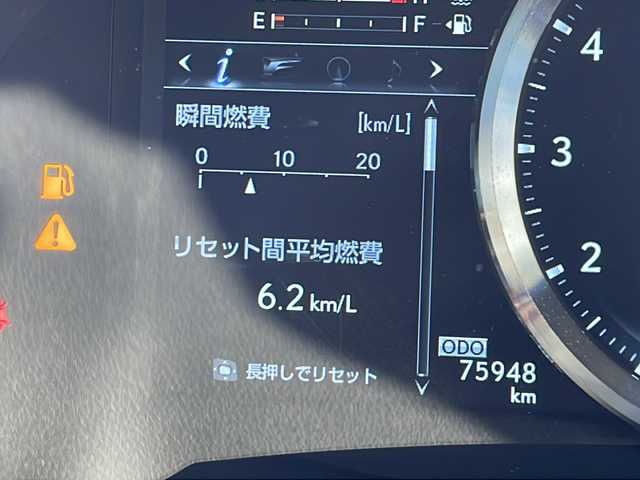 E F
i
瞬間燃費 [km/L]
0 10 20
リセット間平均燃費
6.2 km/L
長押しでリセット
ODO
75948
km
4
3
2